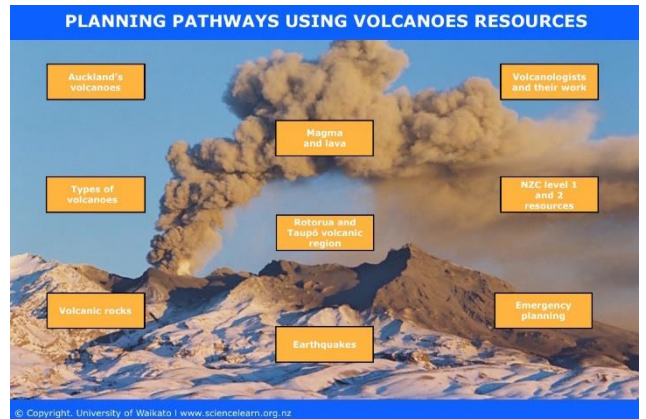 PLANNING PATHWAYS USING VOLCANOES RESOURCES
Auckland's
volcanoes
Volcanologists
and their work
Magma
and lava
Types of
volcanoes
NZC level 1
and 2
resources
Rotorua and
Taupō volcanic
region
Volcanic rocks
Emergency
planning
Earthquakes
© Copyright. University of Waikato | www.sciencelearn.org.nz